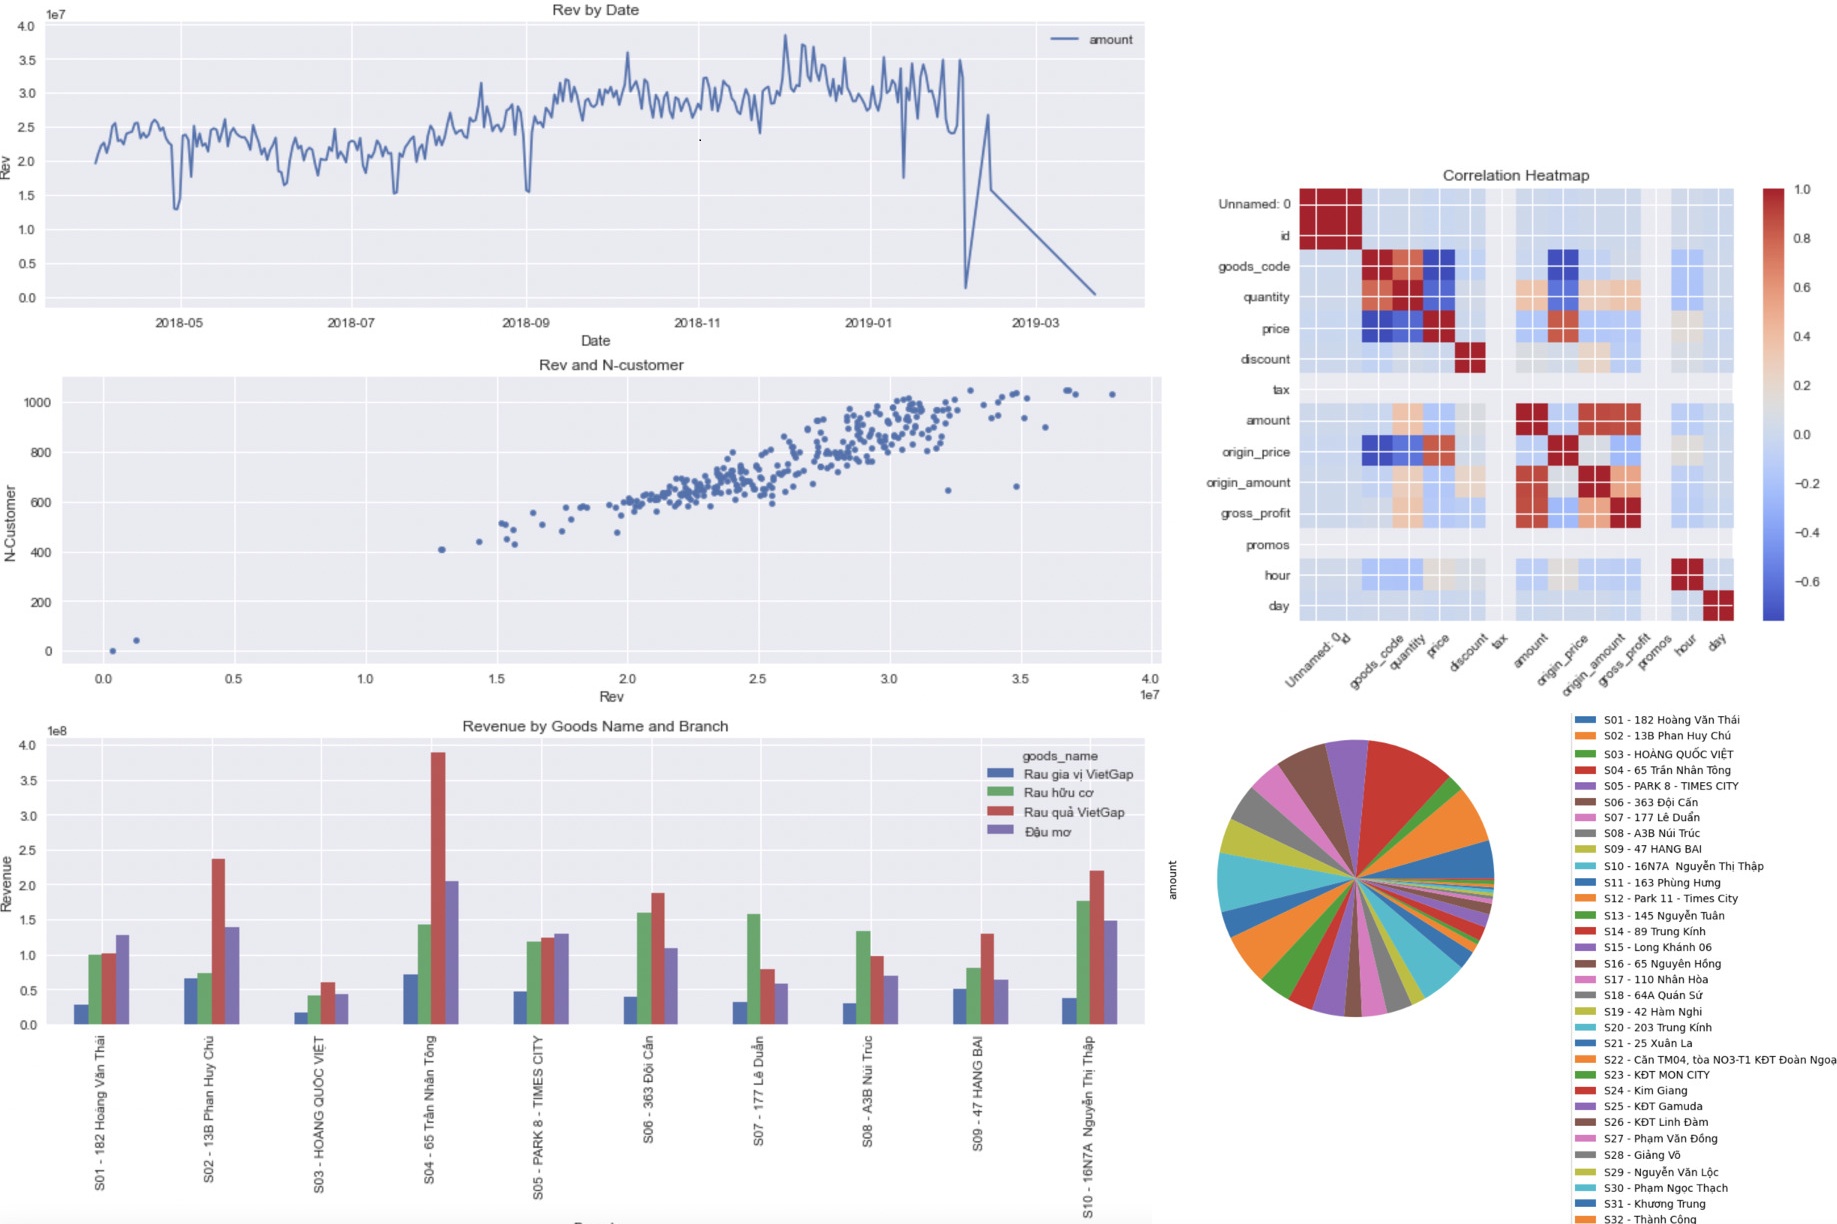 Rev by Date
1e7
4.0
3.5
3.0
2.5
2.0
1.5
1.0
0.5
0.0
Rev
amount
2018-05 2018-07 2018-09 2018-11 2019-01 2019-03
Date
Rev and N-customer
1000
800
600
400
200
0
N-Customer
0.0 0.5 1.0 1.5 2.0 2.5 3.0 3.5 4.0
1e7
Rev
Revenue by Goods Name and Branch
1e8
4.0
3.5
3.0
2.5
2.0
1.5
1.0
0.5
0.0
Revenue
goods_name
Rau gia vị VietGap
Rau hữu cơ
Rau quả VietGap
Đậu mơ
S01 - 182 Hoàng Văn Thái
S02 - 13B Phan Huy Chú
S03 - HOÀNG QUỐC VIỆT
S04 - 65 Trần Nhân Tông
S05 - PARK 8 - TIMES CITY
S06 - 363 Đội Cấn
S07 - 177 Lê Duẩn
S08 - A3B Núi Trúc
S09 - 47 HANG BAI
S10 - 16N7A  Nguyễn Thị Thập
Correlation Heatmap
Unnamed: 0
id
goods_code
quantity
price
discount
tax
amount
origin_price
origin_amount
gross_profit
promos
hour
day
Unnamed: 0
id
goods_code
quantity
price
discount
tax
amount
origin_price
origin_amount
gross_profit
promos
hour
day
1.0
0.8
0.6
0.4
0.2
0.0
−0.2
−0.4
−0.6
amount
S01 - 182 Hoàng Văn Thái
S02 - 13B Phan Huy Chú
S03 - HOÀNG QUỐC VIỆT
S04 - 65 Trần Nhân Tông
S05 - PARK 8 - TIMES CITY
S06 - 363 Đội Cấn
S07 - 177 Lê Duẩn
S08 - A3B Núi Trúc
S09 - 47 HANG BAI
S10 - 16N7A  Nguyễn Thị Thập
S11 - 163 Phùng Hưng
S12 - Park 11 - Times City
S13 - 145 Nguyễn Tuân
S14 - 89 Trung Kính
S15 - Long Khánh 06
S16 - 65 Nguyên Hồng
S17 - 110 Nhân Hòa
S18 - 64A Quán Sứ
S19 - 42 Hàm Nghi
S20 - 203 Trung Kính
S21 - 25 Xuân La
S22 - Căn TM04, tòa NO3-T1 KĐT Đoàn Ngoạ
S23 - KĐT MON CITY
S24 - Kim Giang
S25 - KĐT Gamuda
S26 - KĐT Linh Đàm
S27 - Phạm Văn Đồng
S28 - Giảng Võ
S29 - Nguyễn Văn Lộc
S30 - Phạm Ngọc Thạch
S31 - Khương Trung
S32 - Thành Công